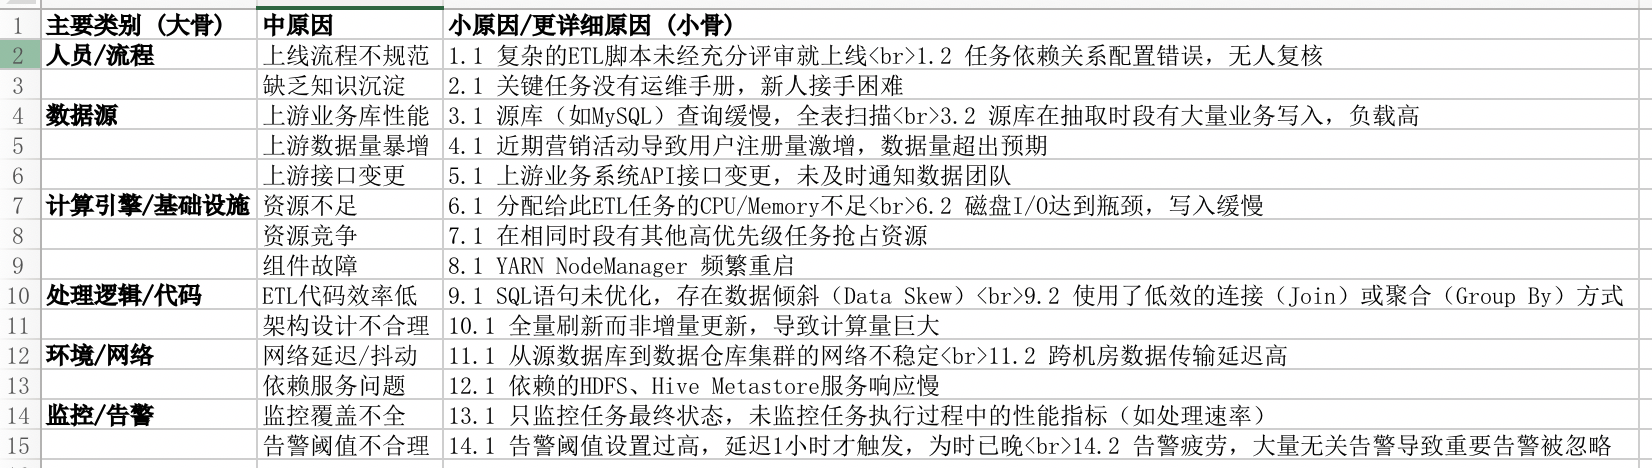 1 主要类别 (大骨) 中原因 小原因/更详细原因 (小骨)
2 人员/流程 上线流程不规范 1.1 复杂的ETL脚本未经充分评审就上线<br>1.2 任务依赖关系配置错误，无人复核
3 缺乏知识沉淀 2.1 关键任务没有运维手册，新人接手困难
4 数据源 上游业务库性能 3.1 源库（如MySQL）查询缓慢，全表扫描<br>3.2 源库在抽取时段有大量业务写入，负载高
5 上游数据量暴增 4.1 近期营销活动导致用户注册量激增，数据量超出预期
6 上游接口变更 5.1 上游业务系统API接口变更，未及时通知数据团队
7 计算引擎/基础设施 资源不足 6.1 分配给此ETL任务的CPU/Memory不足<br>6.2 磁盘I/O达到瓶颈，写入缓慢
8 资源竞争 7.1 在相同时段有其他高优先级任务抢占资源
9 组件故障 8.1 YARN NodeManager 频繁重启
10 处理逻辑/代码 ETL代码效率低 9.1 SQL语句未优化，存在数据倾斜（Data Skew）<br>9.2 使用了低效的连接（Join）或聚合（Group By）方式
11 架构设计不合理 10.1 全量刷新而非增量更新，导致计算量巨大
12 环境/网络 网络延迟/抖动 11.1 从源数据库到数据仓库集群的网络不稳定<br>11.2 跨机房数据传输延迟高
13 依赖服务问题 12.1 依赖的HDFS、Hive Metastore服务响应慢
14 监控/告警 监控覆盖不全 13.1 只监控任务最终状态，未监控任务执行过程中的性能指标（如处理速率）
15 告警阈值不合理 14.1 告警阈值设置过高，延迟1小时才触发，为时已晚<br>14.2 告警疲劳，大量无关告警导致重要告警被忽略